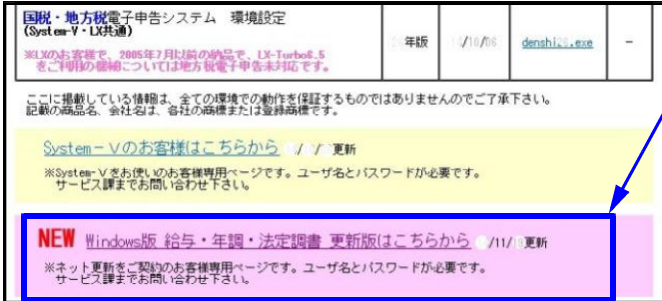 国税・地方税電子申告システム 環境設定
(System-V・LX共通)
※LXのお客様で、2005年7月以前の納品で、LX-Turbo8.5
をご利用の機種については地方税電子申告未対応です。
年版
/10/06
denshi .exe
－
ここに掲載している情報は、全ての環境での動作を保証するものではありませんのでご了承下さい。
記載の商品名、会社名は、各社の商標または登録商標です。
System－Vのお客様はこちらから / / 更新
※System-Vをお使いのお客様専用ページです。ユーザ名とパスワードが必要です。
サービス課までお問い合わせ下さい。
NEW Windows版 給与・年調・法定調書 更新版はこちらから /11/ 更新
※ネット更新をご契約のお客様専用ページです。ユーザ名とパスワードが必要です。
サービス課までお問い合わせ下さい。